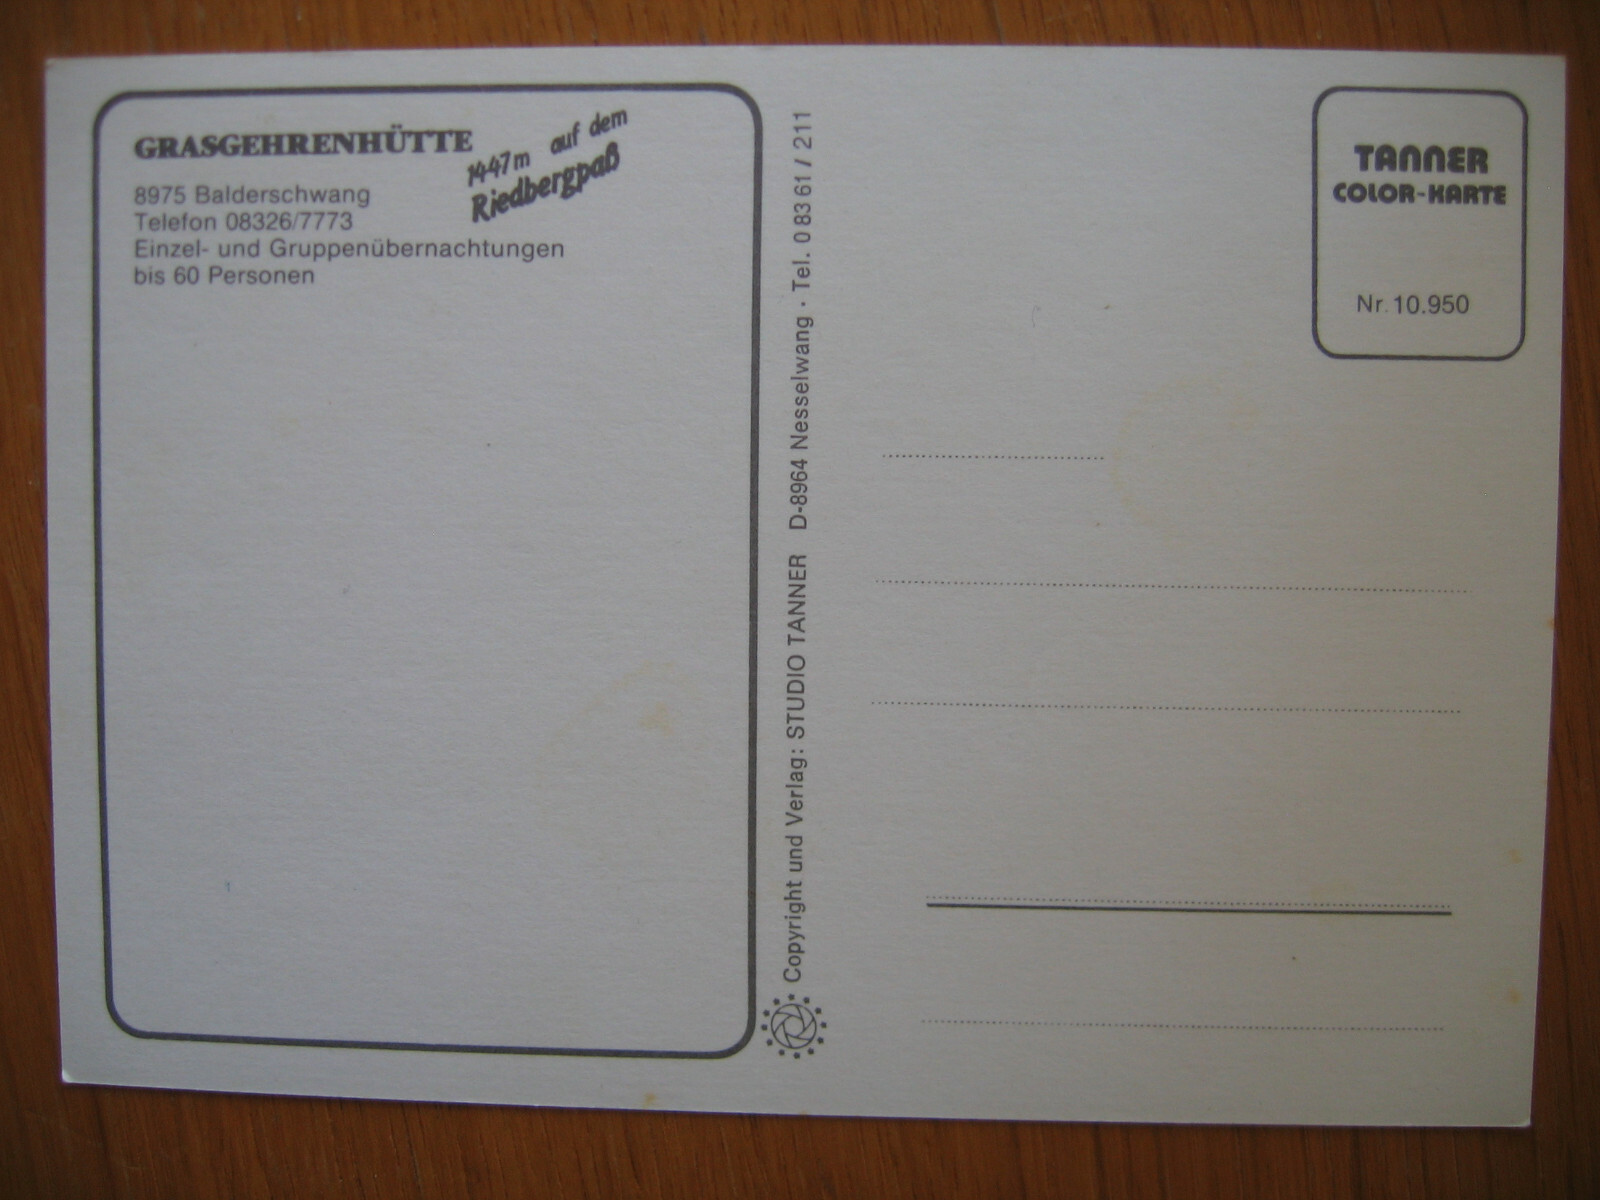 GRASGEHRENHÜTTE
1447m auf dem
Riedbergpaß
8975 Balderschwang
Telefon 08326/7773
Einzel- und Gruppenübernachtungen
bis 60 Personen
Copyright und Verlag: STUDIO TANNER D-8964 Nesselwang · Tel. 0 83 61 / 211
TANNER
COLOR-KARTE
Nr. 10.950